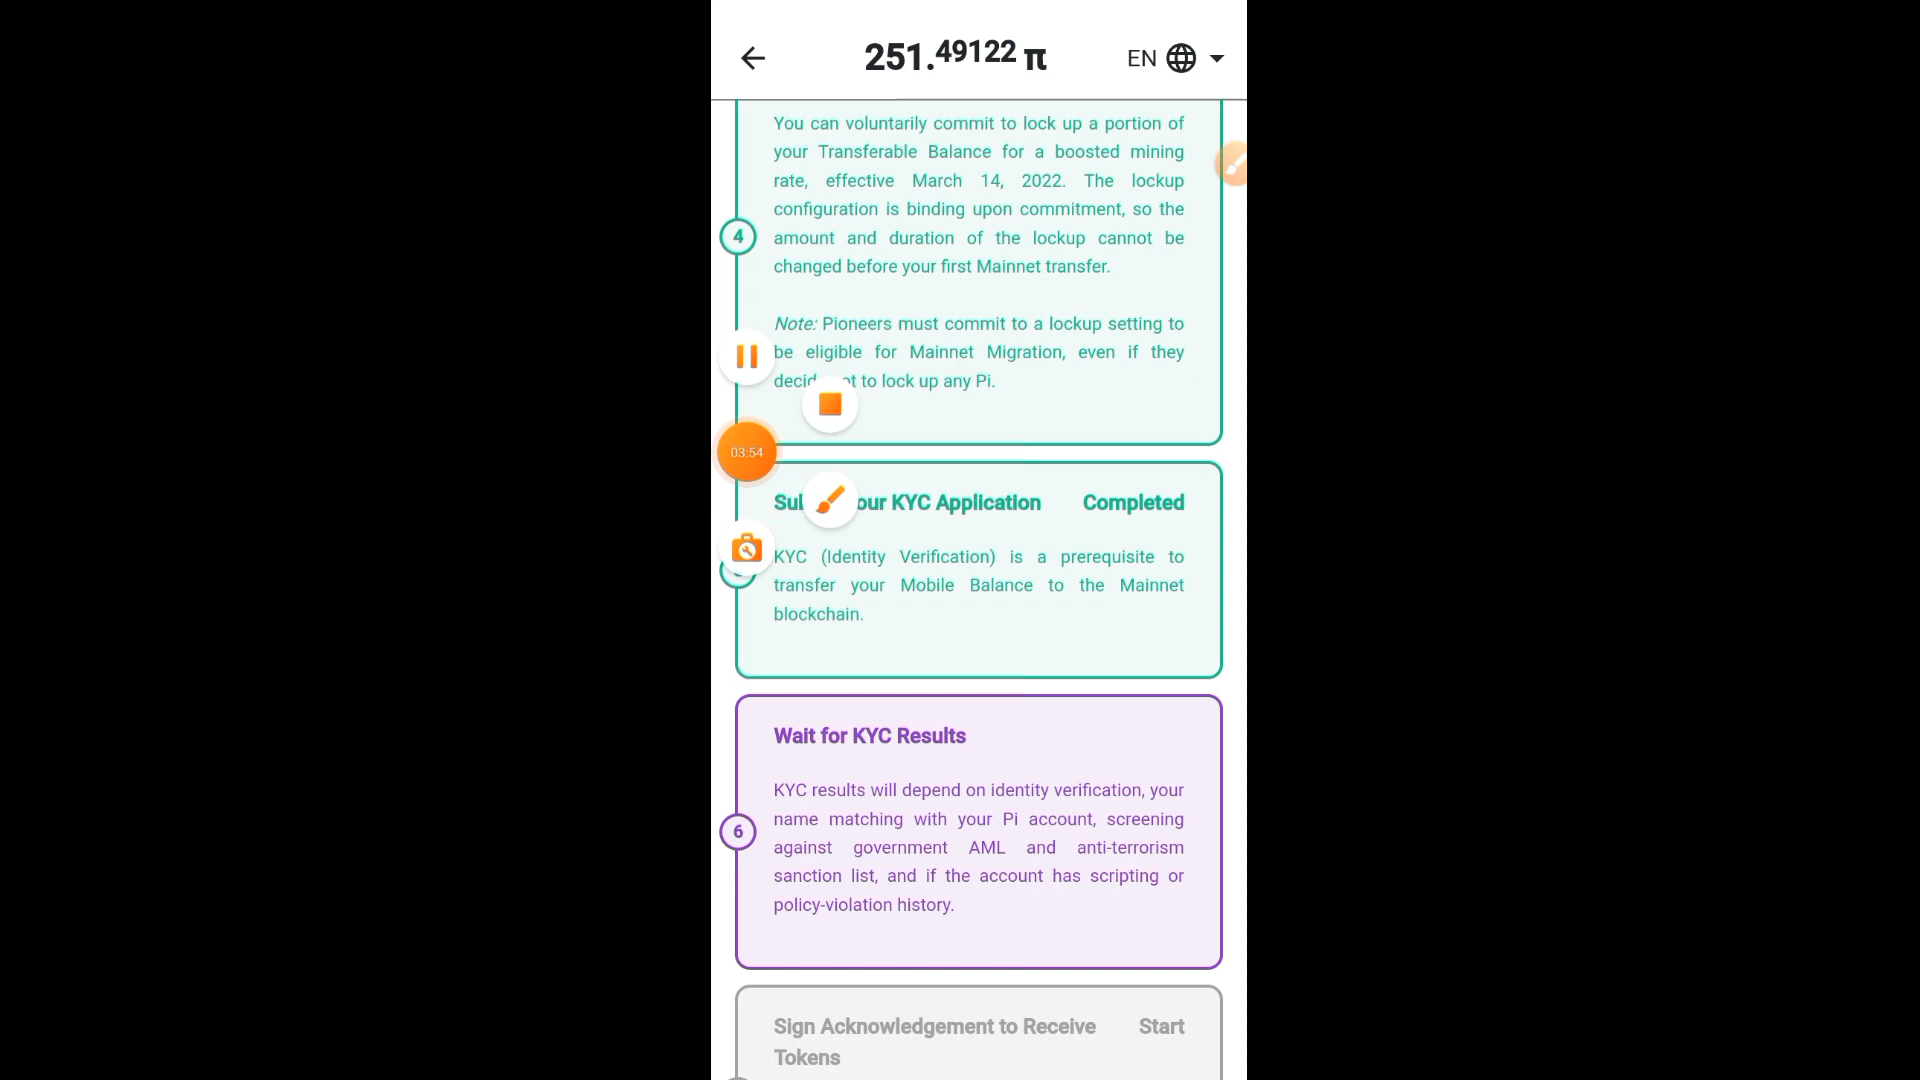 251.49122 π
EN
You can voluntarily commit to lock up a portion of
your Transferable Balance for a boosted mining
rate, effective March 14, 2022. The lockup
configuration is binding upon commitment, so the
4
amount and duration of the lockup cannot be
changed before your first Mainnet transfer.
Note: Pioneers must commit to a lockup setting to
be eligible for Mainnet Migration, even if they
to lock up any Pi.
03:54
KYC Application Completed
KYC (Identity Verification) is a prerequisite to
transfer your Mobile Balance to the Mainnet
blockchain.
Wait for KYC Results
KYC results will depend on identity verification, your
name matching with your Pi account, screening
6
against government AML and anti-terrorism
sanction list, and if the account has scripting or
policy-violation history.
Sign Acknowledgement to Receive Start
Tokens